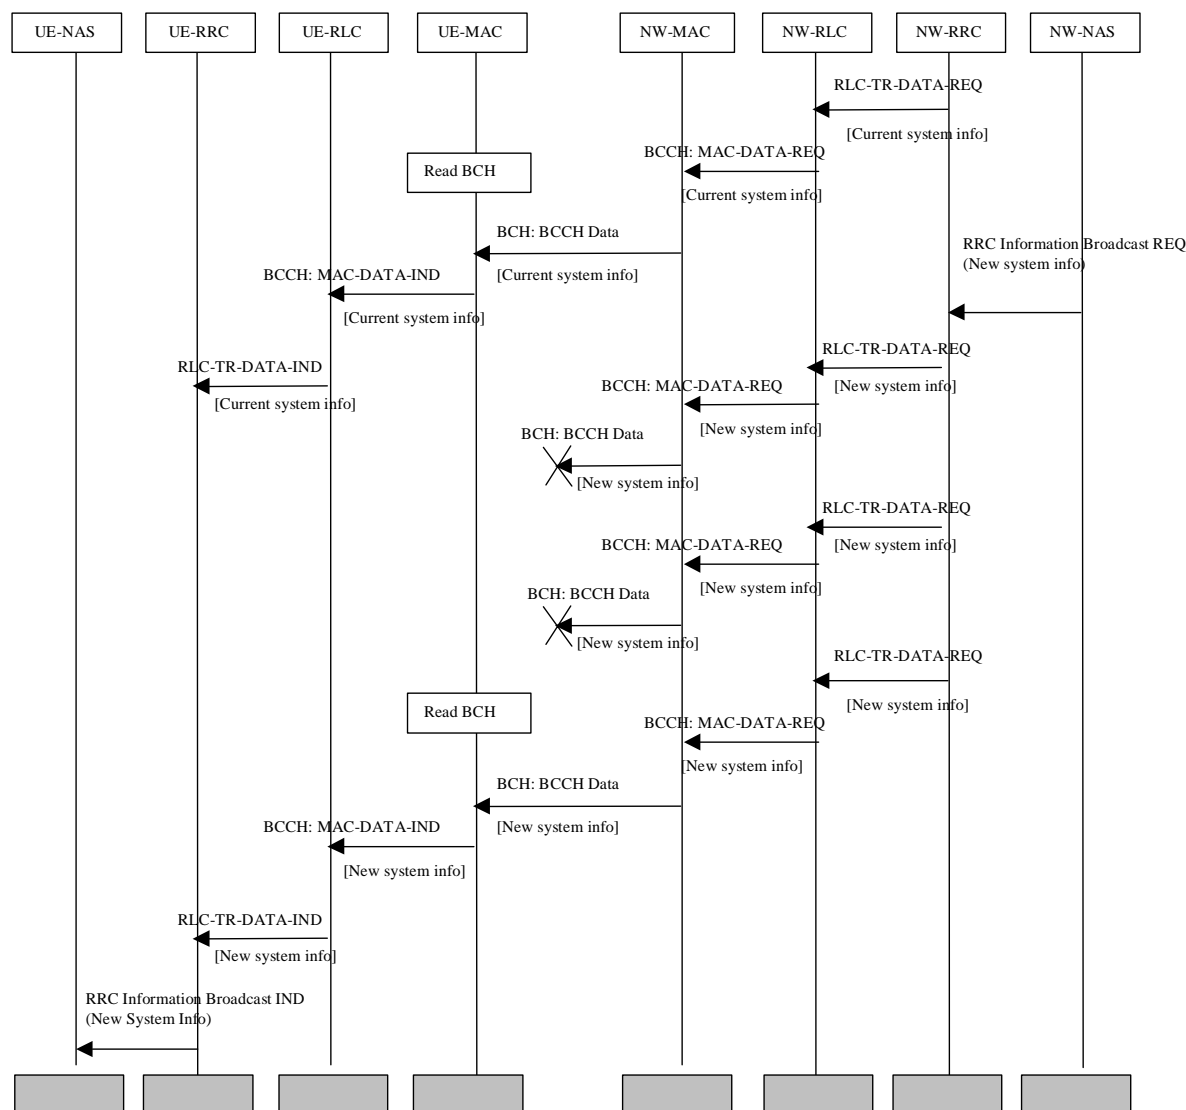 UE-NAS
UE-RRC
UE-RLC
UE-MAC
NW-MAC
NW-RLC
NW-RRC
NW-NAS
RLC-TR-DATA-REQ
[Current system info]
BCCH: MAC-DATA-REQ
Read BCH
[Current system info]
BCH: BCCH Data
RRC Information Broadcast REQ
(New system info)
BCCH: MAC-DATA-IND
[Current system info]
[Current system info]
RLC-TR-DATA-REQ
RLC-TR-DATA-IND
BCCH: MAC-DATA-REQ
[New system info]
[Current system info]
[New system info]
BCH: BCCH Data
[New system info]
RLC-TR-DATA-REQ
BCCH: MAC-DATA-REQ
[New system info]
[New system info]
BCH: BCCH Data
[New system info]
RLC-TR-DATA-REQ
[New system info]
Read BCH
BCCH: MAC-DATA-REQ
[New system info]
BCH: BCCH Data
BCCH: MAC-DATA-IND
[New system info]
[New system info]
RLC-TR-DATA-IND
[New system info]
RRC Information Broadcast IND
(New System Info)